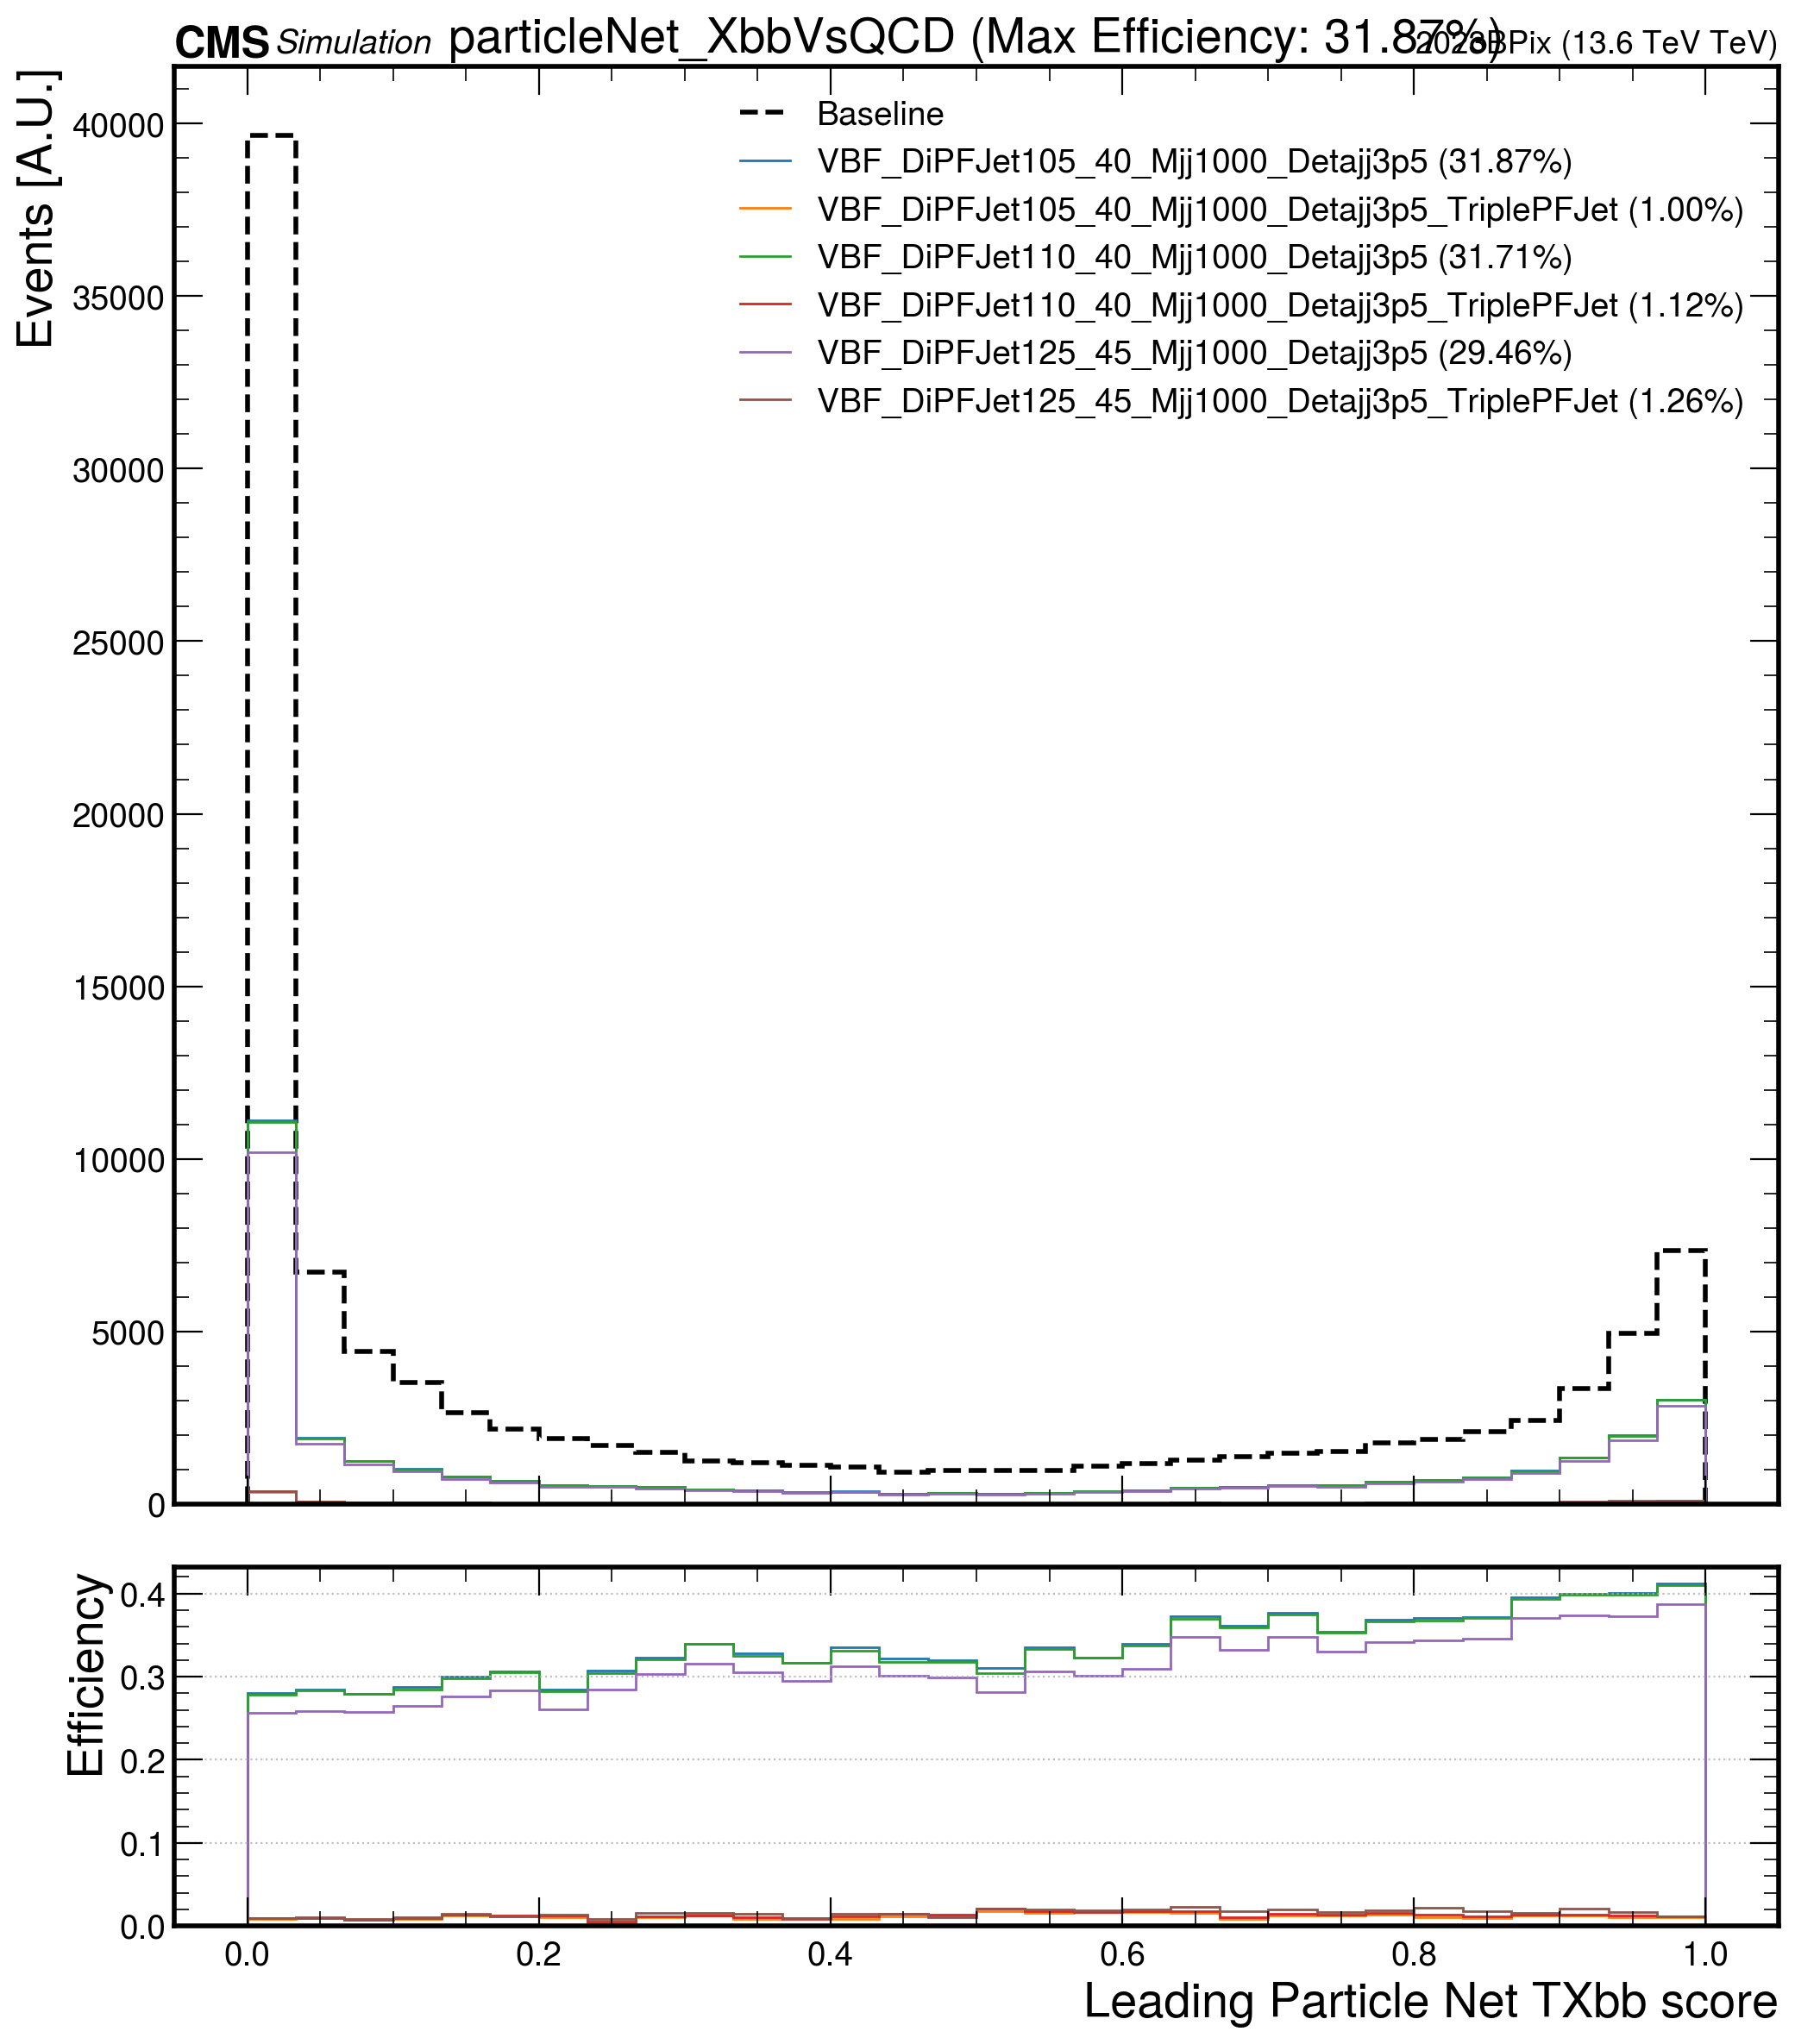 CMS Simulation particleNet_XbbVsQCD (Max Efficiency: 31.87%) 2023BPix (13.6 TeV TeV)
Events [A.U.]
40000
35000
30000
25000
20000
15000
10000
5000
0
Baseline
VBF_DiPFJet105_40_Mjj1000_Detajj3p5 (31.87%)
VBF_DiPFJet105_40_Mjj1000_Detajj3p5_TriplePFJet (1.00%)
VBF_DiPFJet110_40_Mjj1000_Detajj3p5 (31.71%)
VBF_DiPFJet110_40_Mjj1000_Detajj3p5_TriplePFJet (1.12%)
VBF_DiPFJet125_45_Mjj1000_Detajj3p5 (29.46%)
VBF_DiPFJet125_45_Mjj1000_Detajj3p5_TriplePFJet (1.26%)
Efficiency
0.4
0.3
0.2
0.1
0.0
0.0 0.2 0.4 0.6 0.8 1.0
Leading Particle Net TXbb score